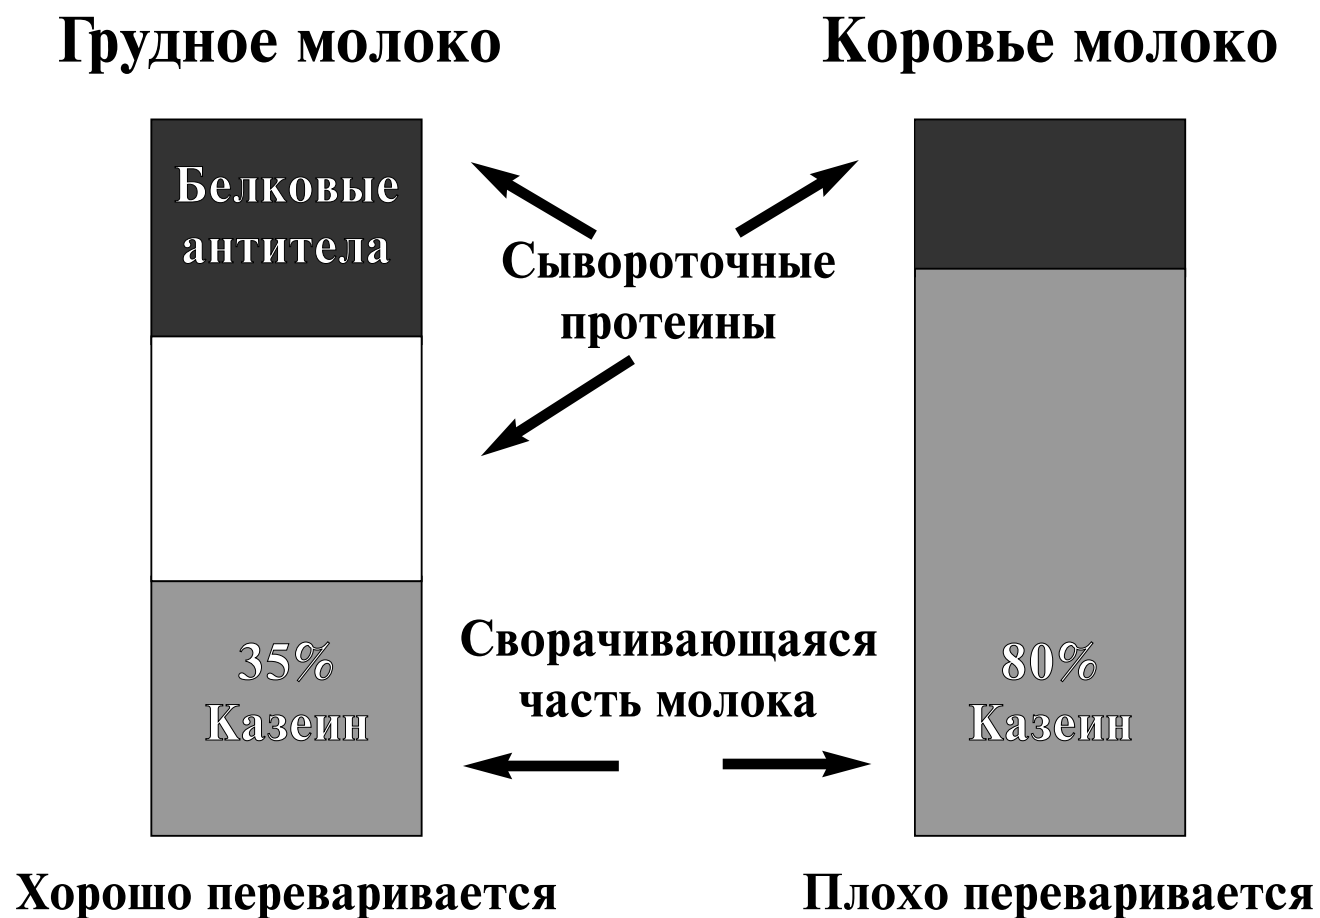 Грудное молоко
Коровье молоко
Белковые
антитела
Сывороточные
протеины
Сворачивающаяся
часть молока
35%
Казеин
80%
Казеин
Хорошо переваривается
Плохо переваривается